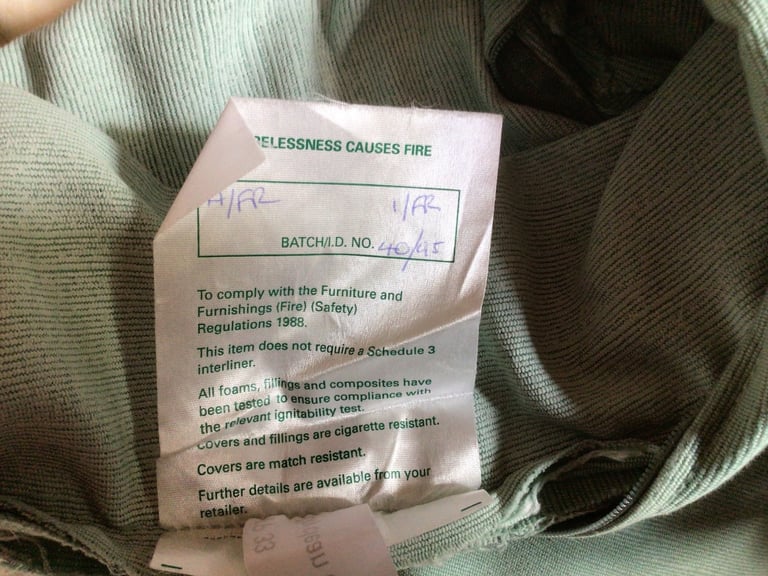 RELESSNESS CAUSES FIRE
A/FR 1/FR
BATCH/I.D. NO. 40/95
To comply with the Furniture and
Furnishings (Fire) (Safety)
Regulations 1988.
This item does not require a Schedule 3
interliner.
All foams, fillings and composites have
been tested to ensure compliance with
the relevant ignitability test.
Covers and fillings are cigarette resistant.
Covers are match resistant.
Further details are available from your
retailer.
33